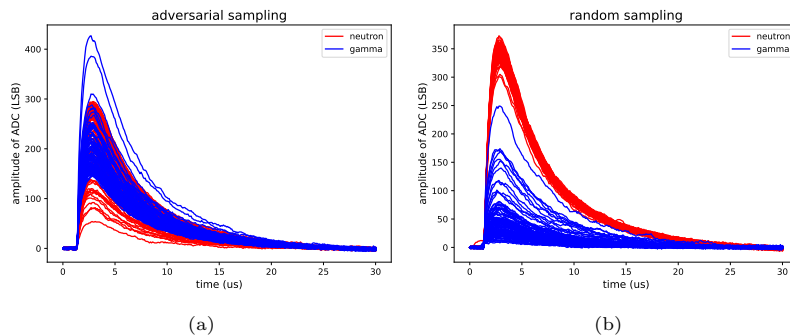 adversarial sampling
neutron
gamma
400
300
200
100
0
amplitude of ADC (LSB)
0 5 10 15 20 25 30
time (us)
(a)
random sampling
neutron
gamma
350
300
250
200
150
100
50
0
amplitude of ADC (LSB)
0 5 10 15 20 25 30
time (us)
(b)